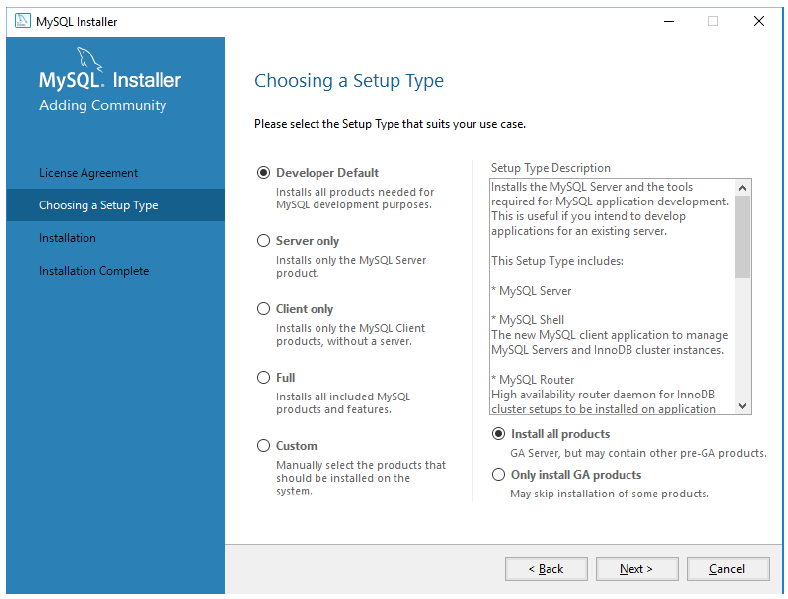 MySQL Installer
MySQL. Installer
Adding Community
License Agreement
Choosing a Setup Type
Installation
Installation Complete
Choosing a Setup Type
Please select the Setup Type that suits your use case.
Developer Default
Installs all products needed for
MySQL development purposes.
Server only
Installs only the MySQL Server
product.
Client only
Installs only the MySQL Client
products, without a server.
Full
Installs all included MySQL
products and features.
Custom
Manually select the products that
should be installed on the
system.
Setup Type Description
Installs the MySQL Server and the tools
required for MySQL application development.
This is useful if you intend to develop
applications for an existing server.
This Setup Type includes:
* MySQL Server
* MySQL Shell
The new MySQL client application to manage
MySQL Servers and InnoDB cluster instances.
* MySQL Router
High availability router daemon for InnoDB
cluster setups to be installed on application
Install all products
GA Server, but may contain other pre-GA products.
Only install GA products
May skip installation of some products.
< Back
Next >
Cancel